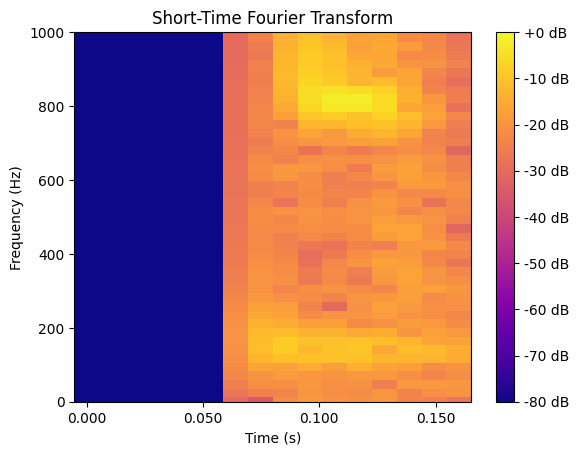 Short-Time Fourier Transform
Frequency (Hz)
1000
800
600
400
200
0
0.000
0.050
0.100
0.150
Time (s)
+0 dB
-10 dB
-20 dB
-30 dB
-40 dB
-50 dB
-60 dB
-70 dB
-80 dB